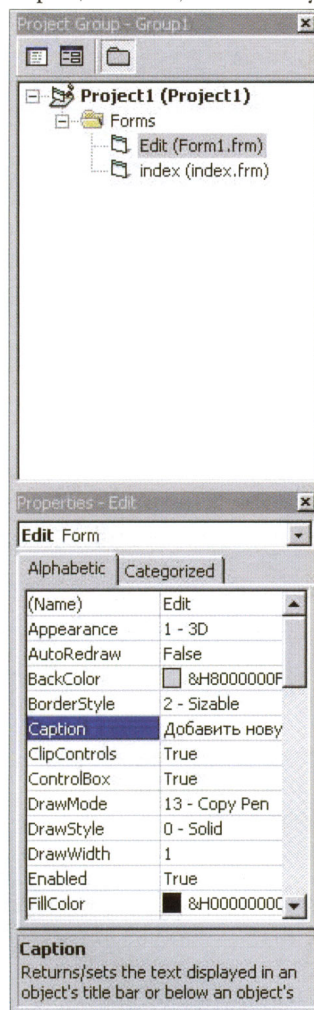 Project Group - Group1
Project1 (Project1)
Forms
Edit (Form1.frm)
index (index.frm)
Properties - Edit
Edit Form
Alphabetic Categorized
(Name) Edit
Appearance 1 - 3D
AutoRedraw False
BackColor &H8000000F
BorderStyle 2 - Sizable
Caption Добавить нову
ClipControls True
ControlBox True
DrawMode 13 - Copy Pen
DrawStyle 0 - Solid
DrawWidth 1
Enabled True
FillColor &H0000000C
Caption
Returns/sets the text displayed in an
object's title bar or below an object's